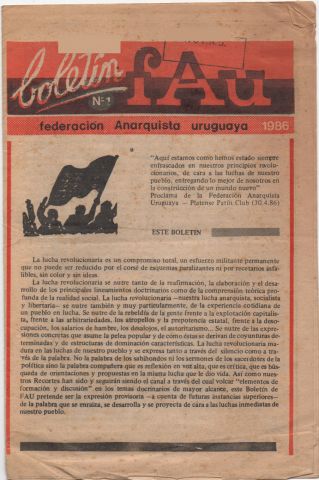 boletín
fAu
Nº1
federación Anarquista uruguaya 1986
"Aquí estamos como hemos estado siempre
enfrascados en nuestros principios revolu-
cionarios, de cara a las luchas de nuestro
pueblo, entregando lo mejor de nosotros en
la construcción de un mundo nuevo"
Proclama de la Federación Anarquista
Uruguaya — Platense Patín Club (30.4.86)
ESTE BOLETIN
La lucha revolucionaria es un compromiso total, un esfuerzo militante permanente
que no puede ser reducido por el corsé de esquemas paralizantes ni por recetarios infa-
libles, sin color y sin ideas.
La lucha revolucionaria se nutre tanto de la reafirmación, la elaboración y el desa-
rrollo de los principales lineamientos doctrinarios como de la comprensión teórica pro-
funda de la realidad social. La lucha revolucionaria —nuestra lucha anarquista, socialista
y libertaria— se nutre también y muy particularmente, de la experiencia cotidiana de
un pueblo en lucha. Se nutre de la rebeldía de la gente frente a la explotación capitalis-
ta, frente a las arbitrariedades, los atropellos y la prepotencia estatal, frente a la deso-
cupación, los salarios de hambre, los desalojos, el autoritarismo... Se nutre de las expre-
siones concretas que asume la pelea popular y de cómo éstas se derivan de coyunturas de-
terminadas y de estructuras de dominación características. La lucha revolucionaria ma-
dura en las luchas de nuestro pueblo y se expresa tanto a través del silencio como a tra-
vés de la palabra. No la palabra de los sabihondos ni los sermones de los sacerdotes de la
política sino la palabra compañera que es reflexión en voz alta, que es crítica, que es bús-
queda de orientaciones y propuestas en la misma lucha que le dio vida. Así como nues-
tros Recortes han sido y seguirán siendo el canal a través del cual volcar "elementos de
formación y discusión" en los temas doctrinarios de mayor alcance, este Boletín de
FAU pretende ser la expresión provisoria —a cuenta de futuras instancias superiores—
de la palabra que se enraiza, se desarrolla y se proyecta de cara a las luchas inmediatas de
nuestro pueblo.